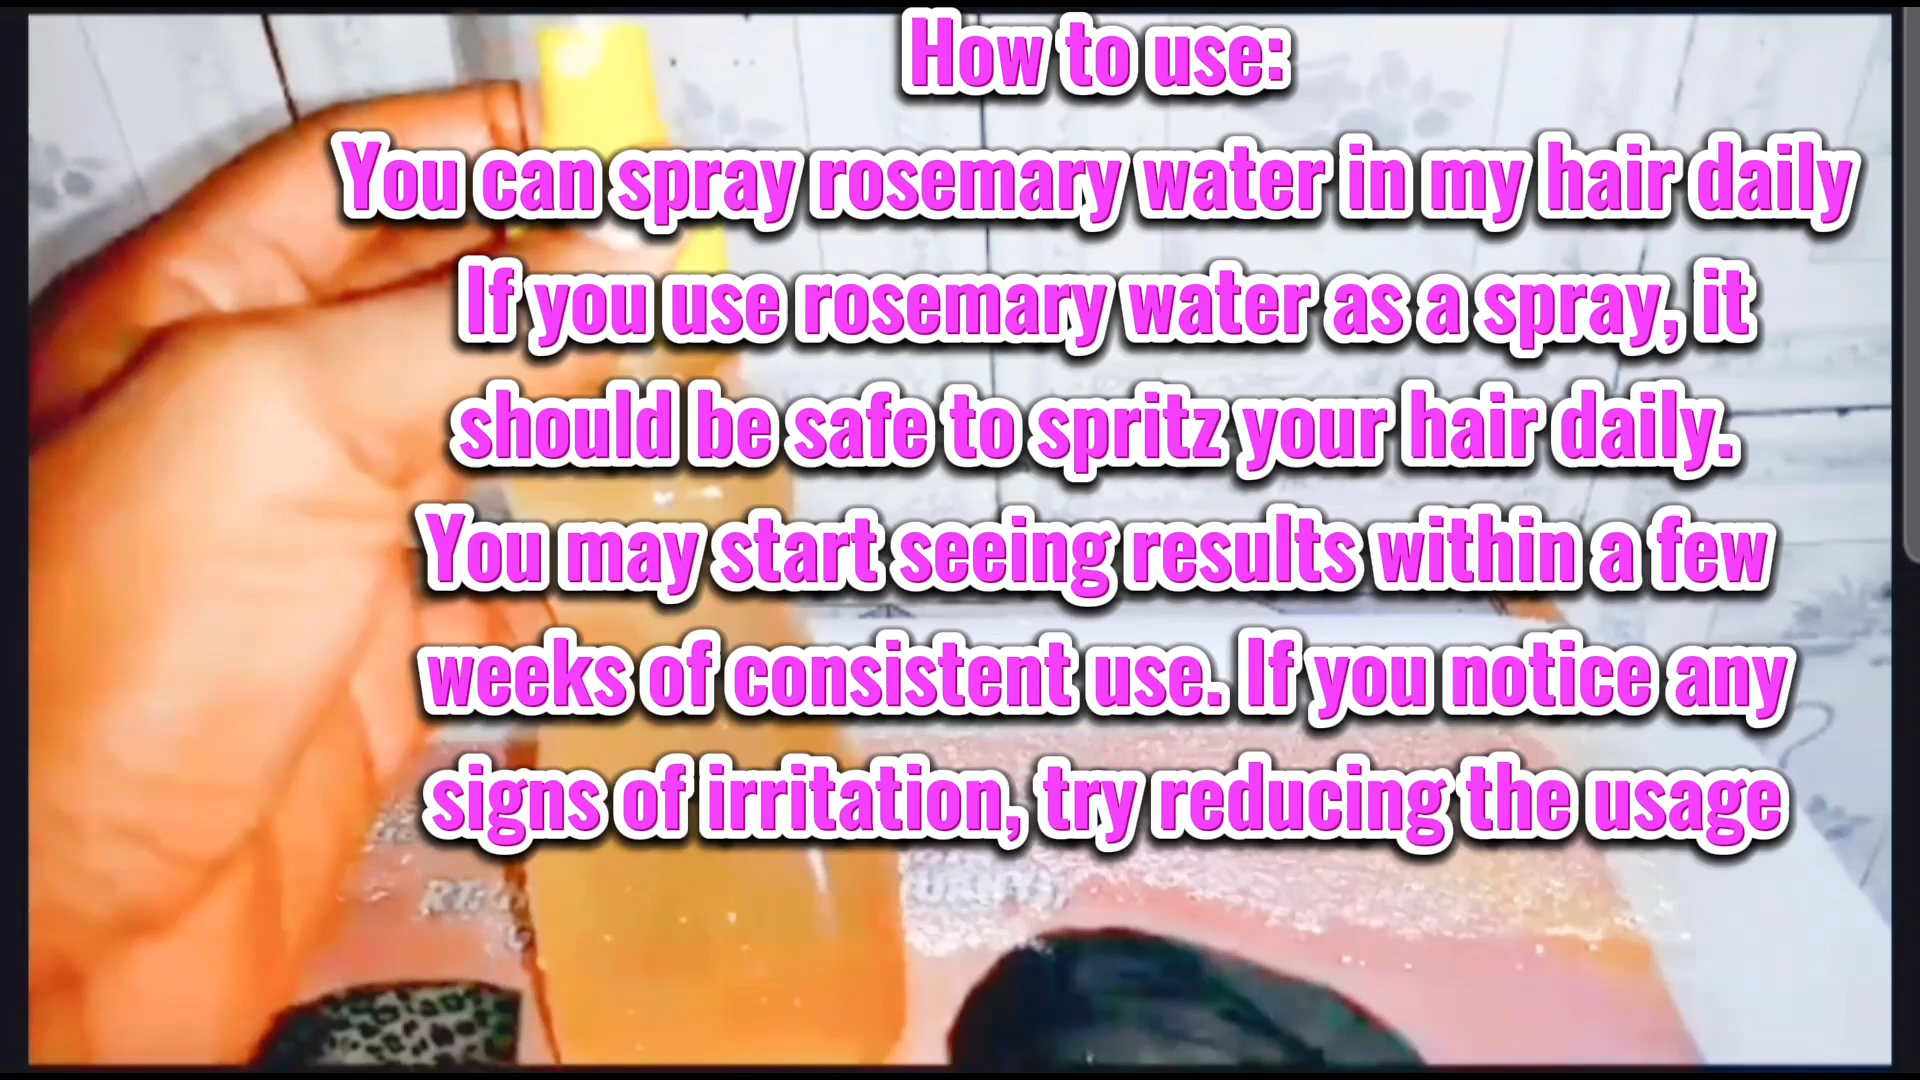 How to use:
You can spray rosemary water in my hair daily
If you use rosemary water as a spray, it
should be safe to spritz your hair daily.
You may start seeing results within a few
weeks of consistent use. If you notice any
signs of irritation, try reducing the usage